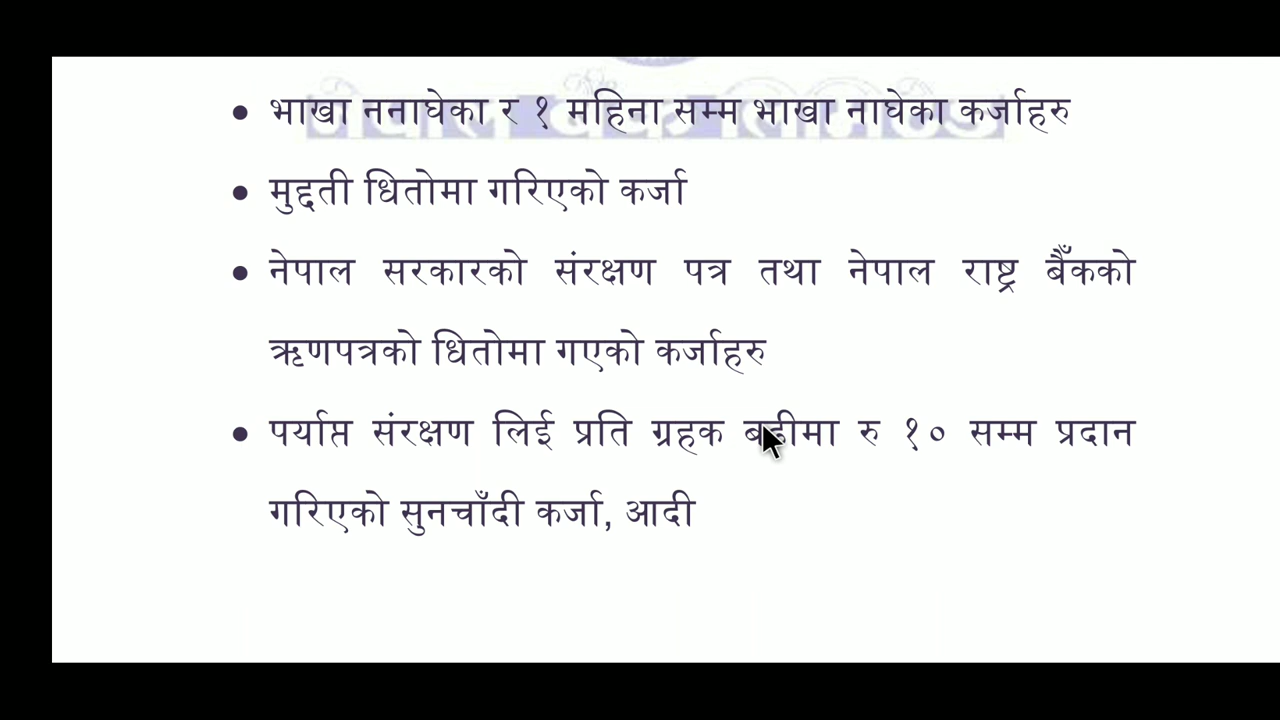 नेपाल बैंक लिमिटेड
• भाखा ननाघेका र १ महिना सम्म भाखा नाघेका कर्जाहरु
• मुद्दती धितोमा गरिएको कर्जा
• नेपाल सरकारको संरक्षण पत्र तथा नेपाल राष्ट्र बैँकको
ऋणपत्रको धितोमा गएको कर्जाहरु
• पर्याप्त संरक्षण लिई प्रति ग्रहक बढीमा रु १० सम्म प्रदान
गरिएको सुनचाँदी कर्जा, आदी